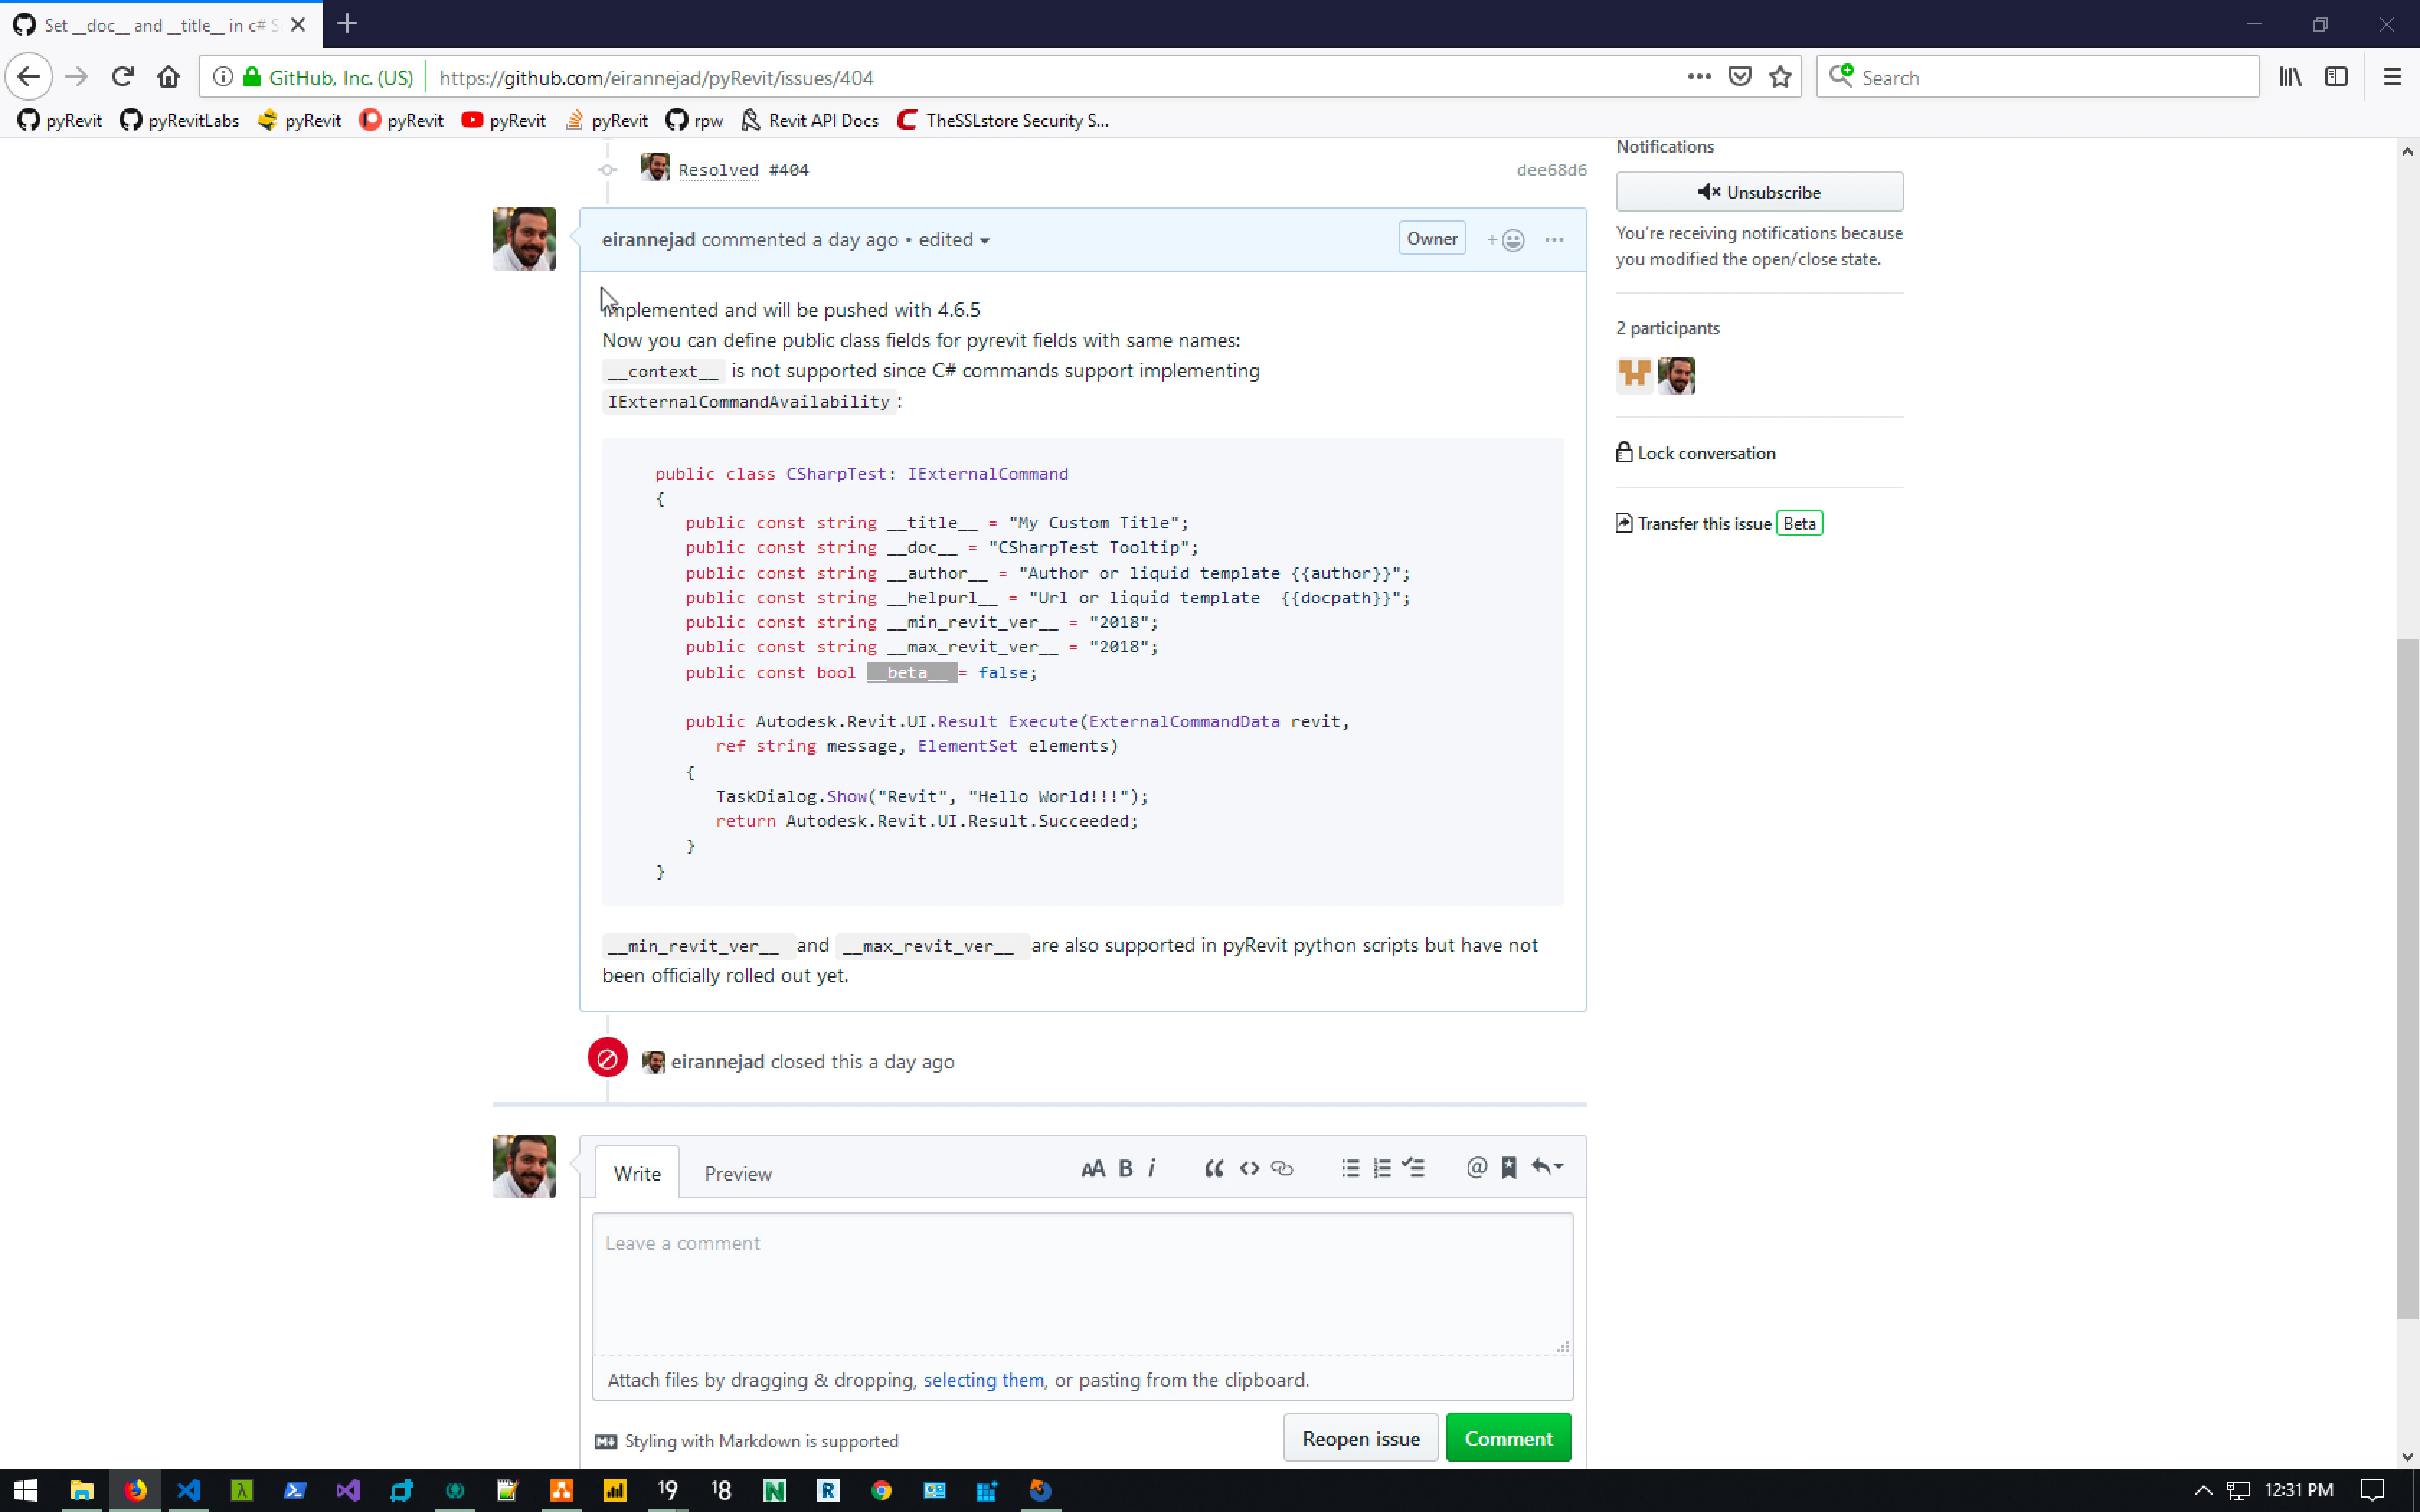 Set __doc__ and __title__ in c# S
GitHub, Inc. (US) https://github.com/eirannejad/pyRevit/issues/404 Search
pyRevit pyRevitLabs pyRevit pyRevit pyRevit pyRevit rpw Revit API Docs TheSSLstore Security S...
Resolved #404 dee68d6
eirannejad commented a day ago • edited Owner
Implemented and will be pushed with 4.6.5
Now you can define public class fields for pyrevit fields with same names:
__context__ is not supported since C# commands support implementing
IExternalCommandAvailability :
public class CSharpTest: IExternalCommand
{
public const string __title__ = "My Custom Title";
public const string __doc__ = "CSharpTest Tooltip";
public const string __author__ = "Author or liquid template {{author}}";
public const string __helpurl__ = "Url or liquid template  {{docpath}}";
public const string __min_revit_ver__ = "2018";
public const string __max_revit_ver__ = "2018";
public const bool __beta__ = false;
public Autodesk.Revit.UI.Result Execute(ExternalCommandData revit,
ref string message, ElementSet elements)
{
TaskDialog.Show("Revit", "Hello World!!!");
return Autodesk.Revit.UI.Result.Succeeded;
}
}
__min_revit_ver__ and __max_revit_ver__ are also supported in pyRevit python scripts but have not
been officially rolled out yet.
eirannejad closed this a day ago
Write Preview AA B i
Leave a comment
Attach files by dragging & dropping, selecting them, or pasting from the clipboard.
Styling with Markdown is supported Reopen issue Comment
Notifications
Unsubscribe
You're receiving notifications because
you modified the open/close state.
2 participants
Lock conversation
Transfer this issue Beta
19 18 N R 12:31 PM